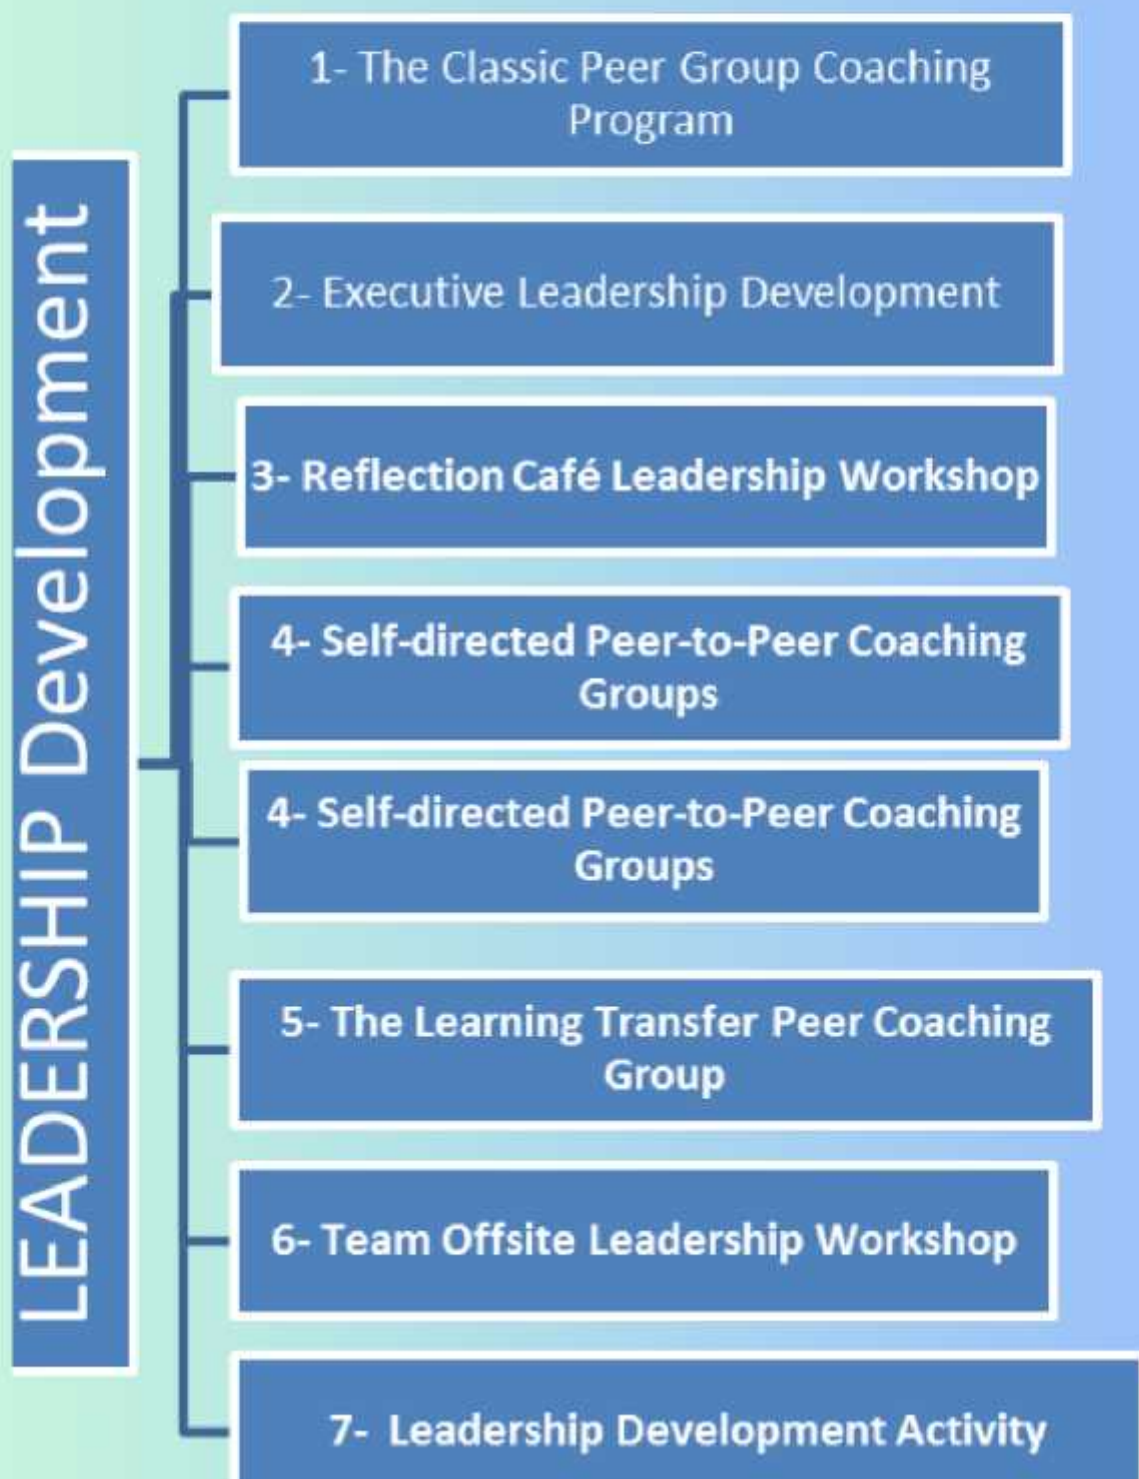 LEADERSHIP Development
1- The Classic Peer Group Coaching
Program
2- Executive Leadership Development
3- Reflection Café Leadership Workshop
4- Self-directed Peer-to-Peer Coaching
Groups
4- Self-directed Peer-to-Peer Coaching
Groups
5- The Learning Transfer Peer Coaching
Group
6- Team Offsite Leadership Workshop
7- Leadership Development Activity